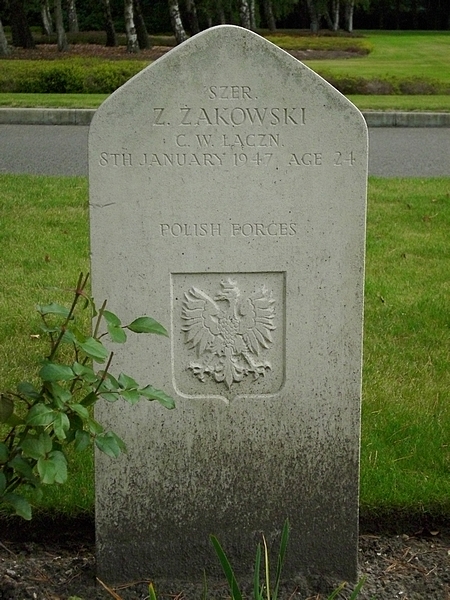 SZER.
Z. ŻAKOWSKI
C. W. ŁĄCZN.
8TH JANUARY 1947. AGE 24
POLISH FORCES